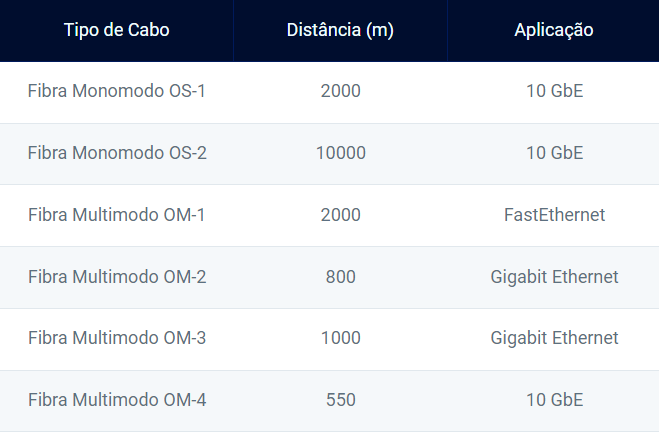 Tipo de Cabo Distância (m) Aplicação
Fibra Monomodo OS-1 2000 10 GbE
Fibra Monomodo OS-2 10000 10 GbE
Fibra Multimodo OM-1 2000 FastEthernet
Fibra Multimodo OM-2 800 Gigabit Ethernet
Fibra Multimodo OM-3 1000 Gigabit Ethernet
Fibra Multimodo OM-4 550 10 GbE